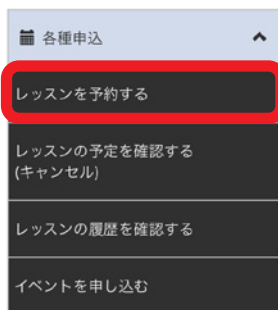 各種申込
レッスンを予約する
レッスンの予定を確認する
(キャンセル)
レッスンの履歴を確認する
イベントを申し込む